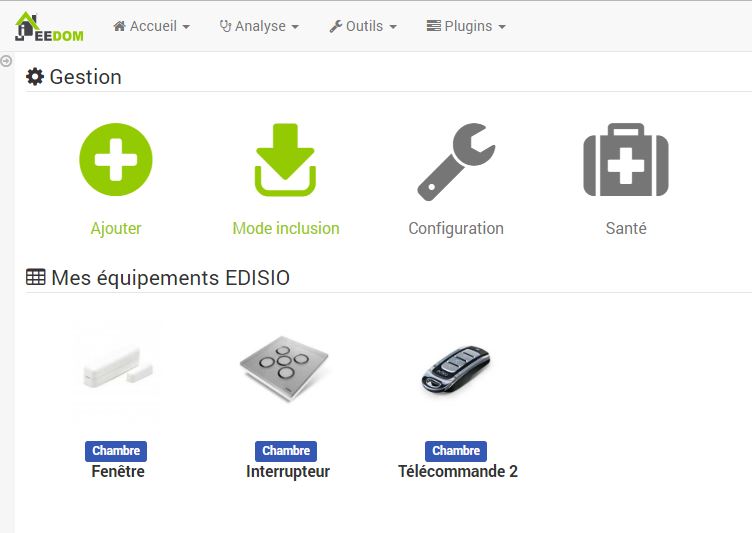 JEEDOM Accueil Analyse Outils Plugins
Gestion
Ajouter Mode inclusion Configuration Santé
Mes équipements EDISIO
Chambre Chambre Chambre
Fenêtre Interrupteur Télécommande 2